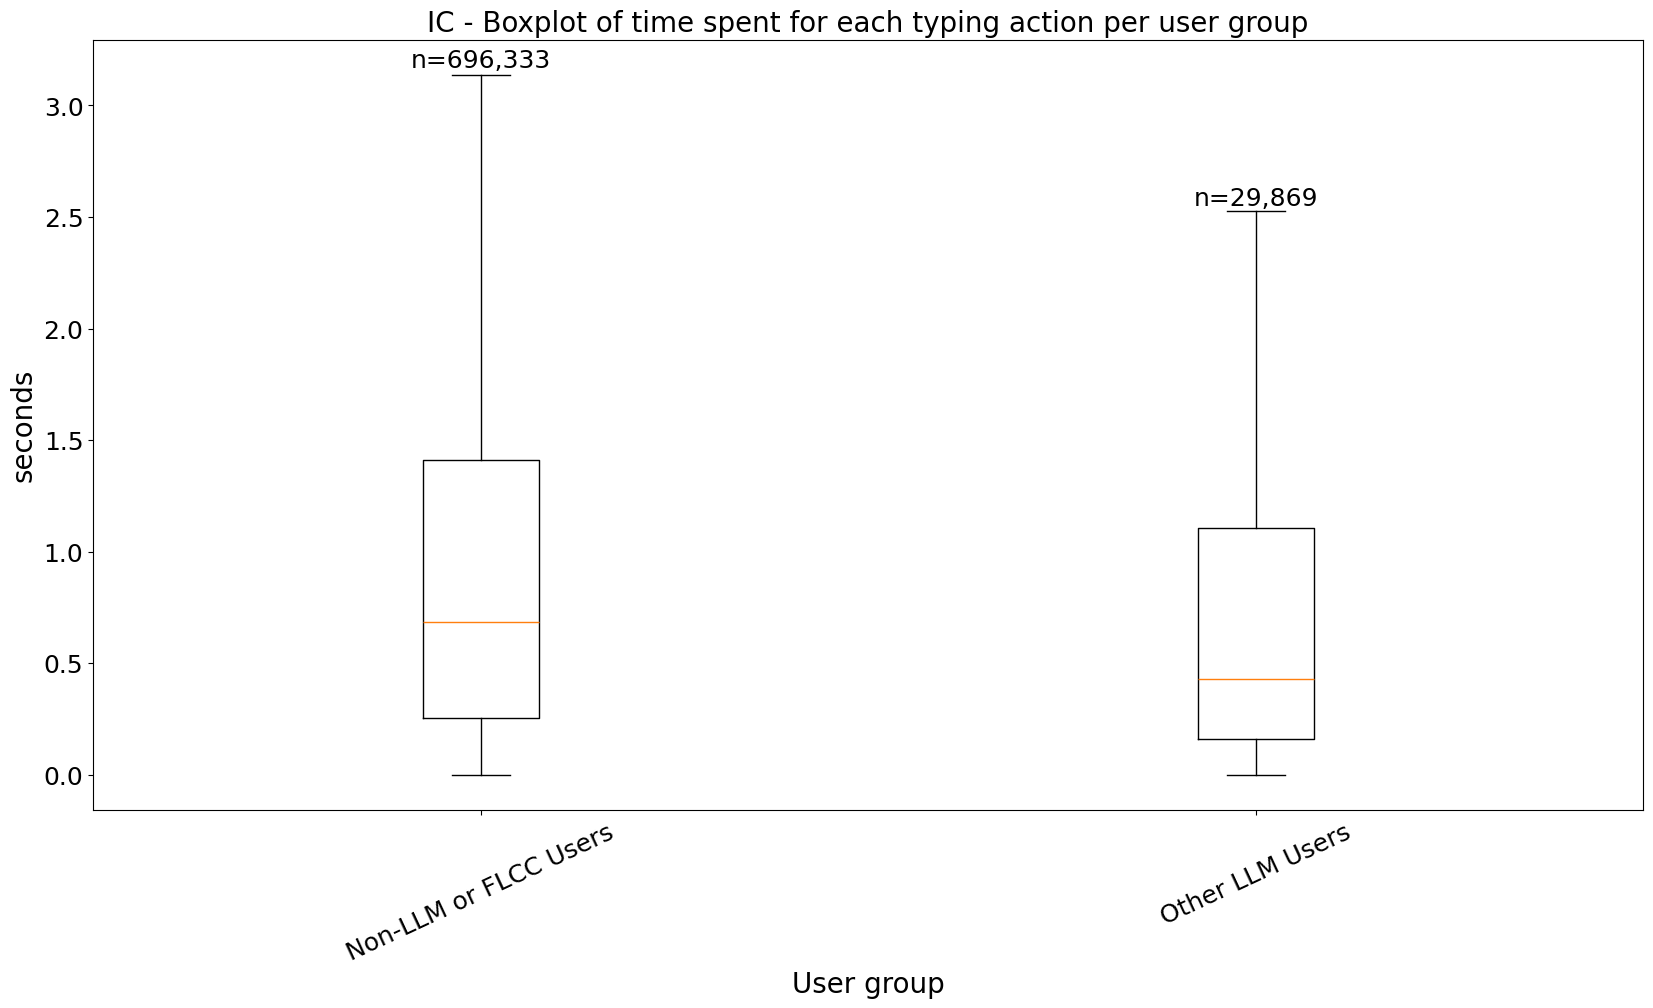 IC - Boxplot of time spent for each typing action per user group
n=696,333
n=29,869
3.0
2.5
2.0
1.5
1.0
0.5
0.0
seconds
Non-LLM or FLCC Users
Other LLM Users
User group